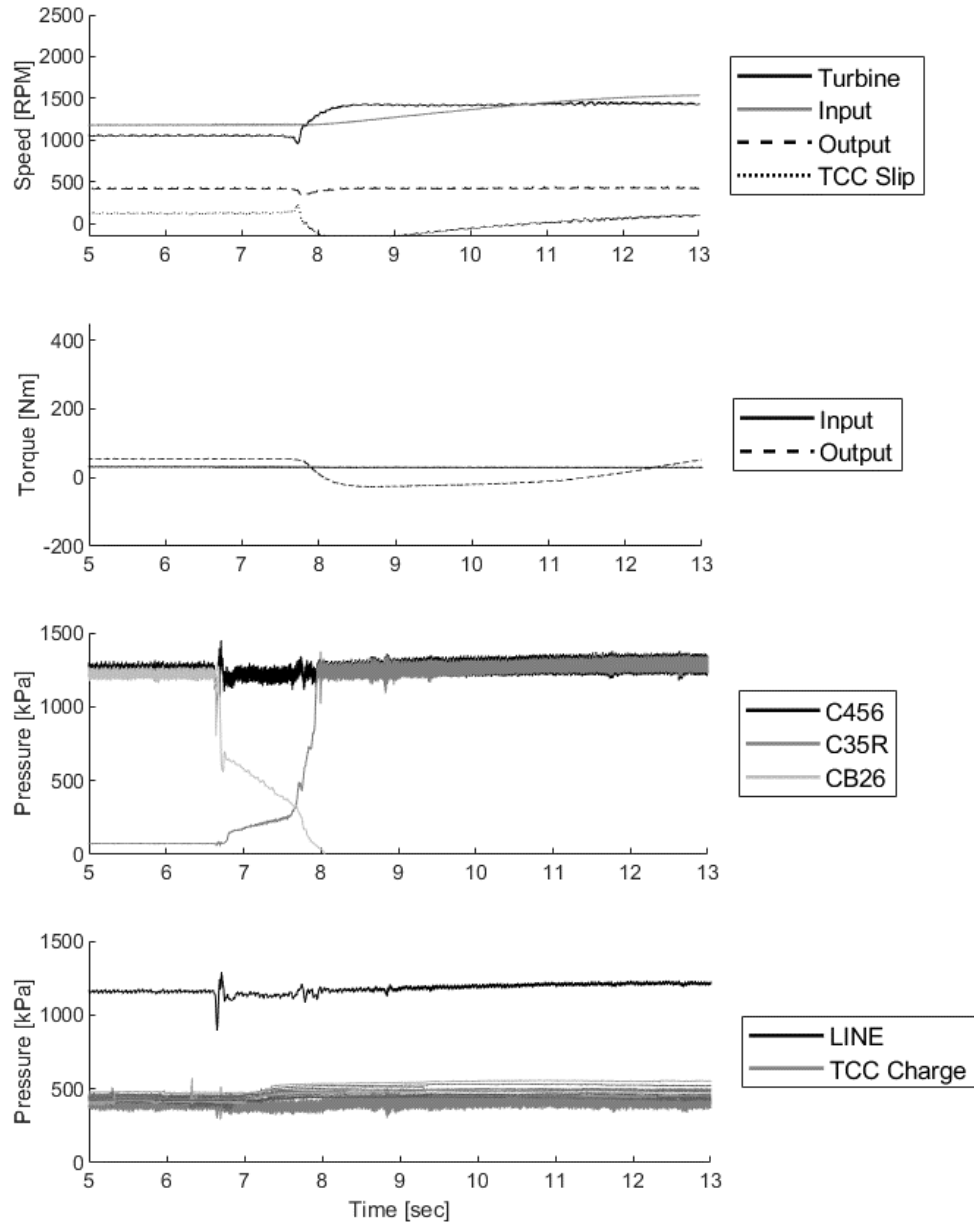 2500
2000
1500
1000
500
0
Speed [RPM]
5 6 7 8 9 10 11 12 13
Turbine
Input
Output
TCC Slip
400
200
0
-200
Torque [Nm]
5 6 7 8 9 10 11 12 13
Input
Output
1500
1000
500
0
Pressure [kPa]
5 6 7 8 9 10 11 12 13
C456
C35R
CB26
1500
1000
500
0
Pressure [kPa]
5 6 7 8 9 10 11 12 13
Time [sec]
LINE
TCC Charge